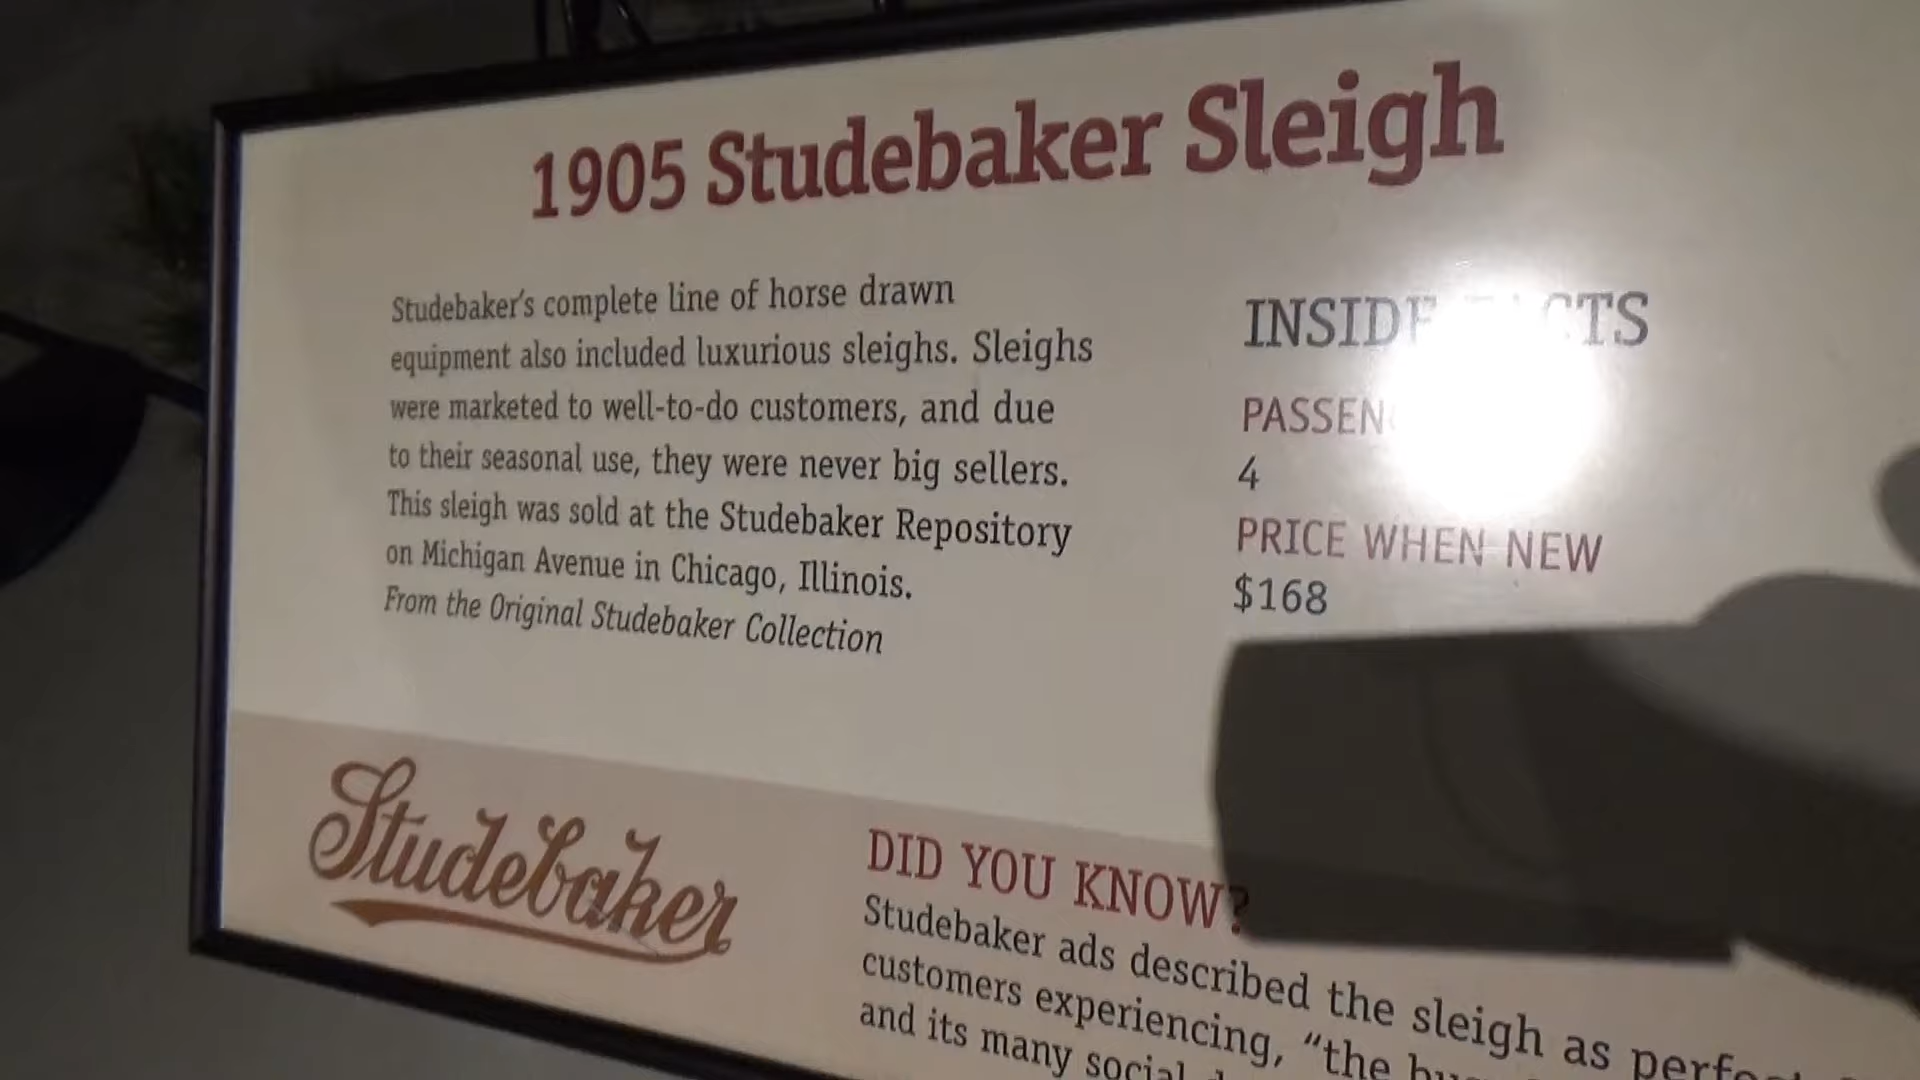 1905 Studebaker Sleigh
Studebaker's complete line of horse drawn
equipment also included luxurious sleighs. Sleighs
were marketed to well-to-do customers, and due
to their seasonal use, they were never big sellers.
This sleigh was sold at the Studebaker Repository
on Michigan Avenue in Chicago, Illinois.
From the Original Studebaker Collection
INSIDE FACTS
4
PRICE WHEN NEW
$168
Studebaker
DID YOU KNOW?
Studebaker ads described the sleigh as
customers experiencing, "the
and its many social